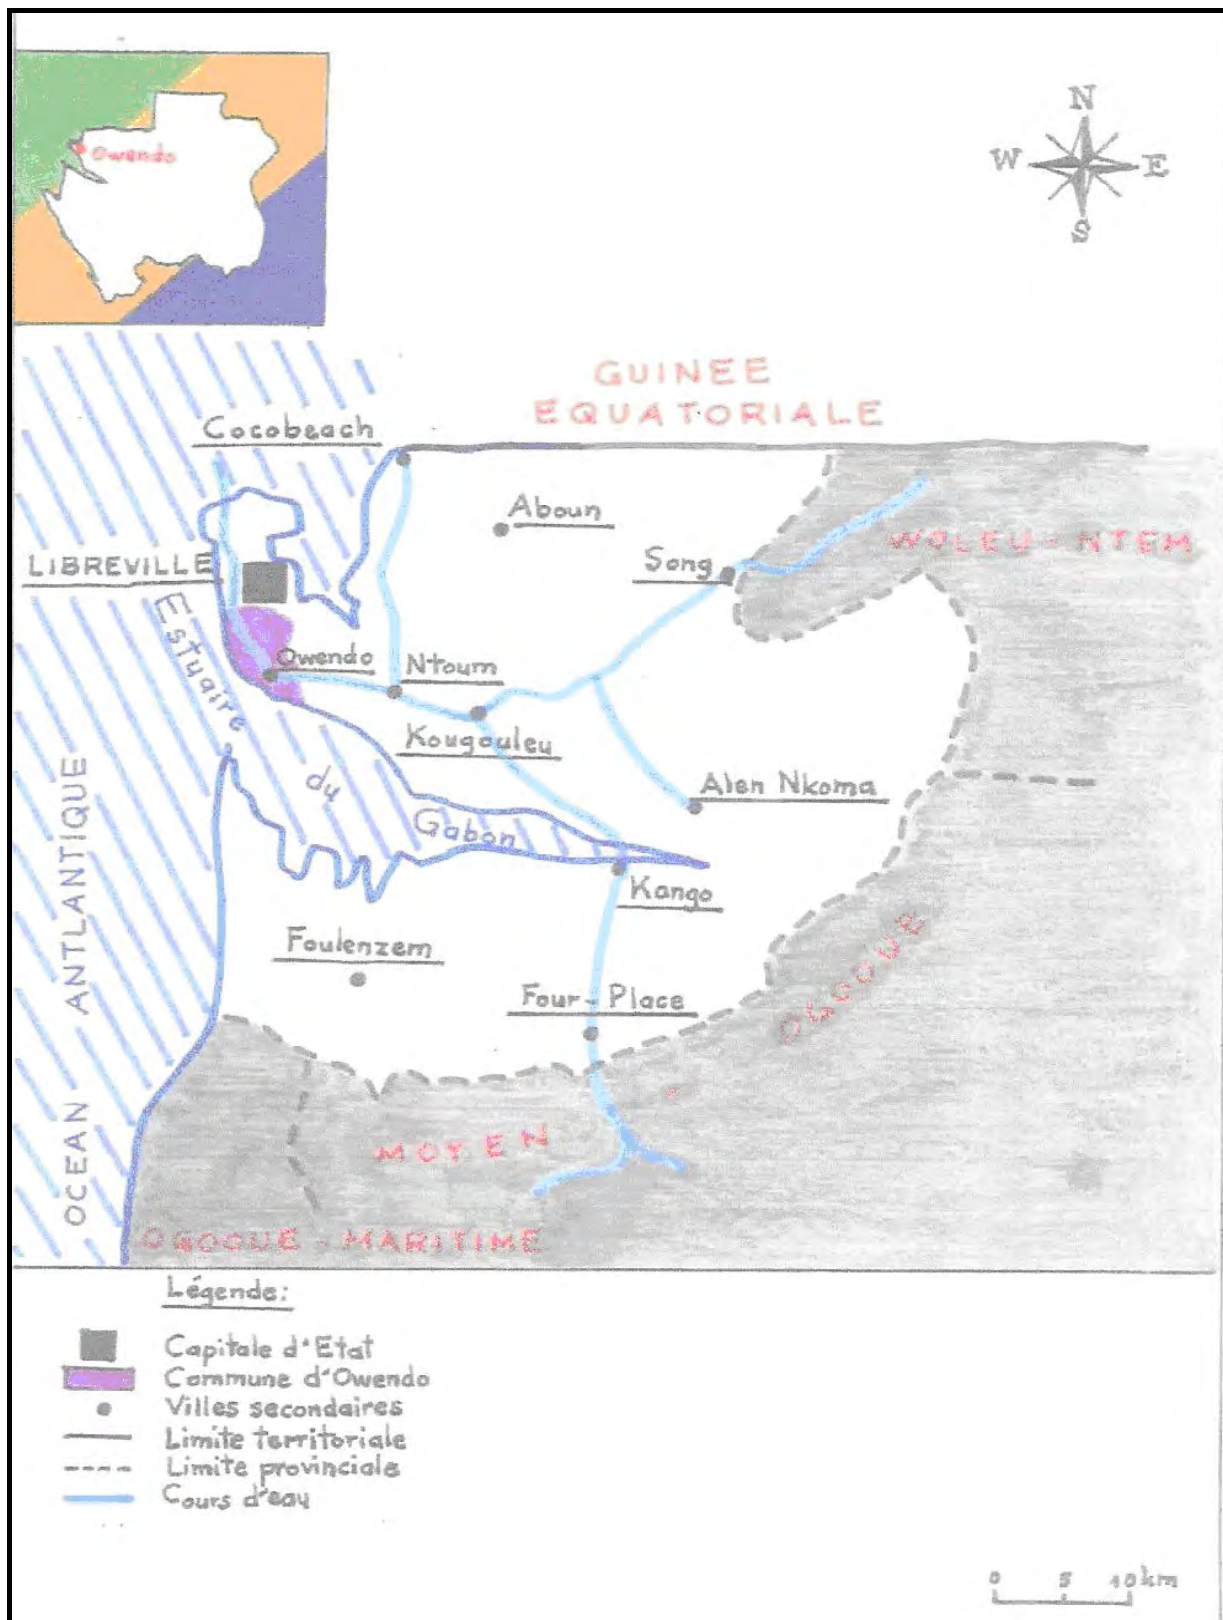 Owendo
N
W E
S
GUINEE
EQUATORIALE
Cocobeach
Aboun
WOLEU-NTEM
Song
LIBREVILLE
Estuaire
Owendo
Ntoum
Kougouleu
du
Alen Nkoma
Gabon
Kango
OCEAN ANTLANTIQUE
Foulenzem
Four-Place
OGOOUE
MOYEN
OGOOUE-MARITIME
Légende:
Capitale d'Etat
Commune d'Owendo
Villes secondaires
Limite territoriale
Limite provinciale
Cours d'eau
0 5 10 km